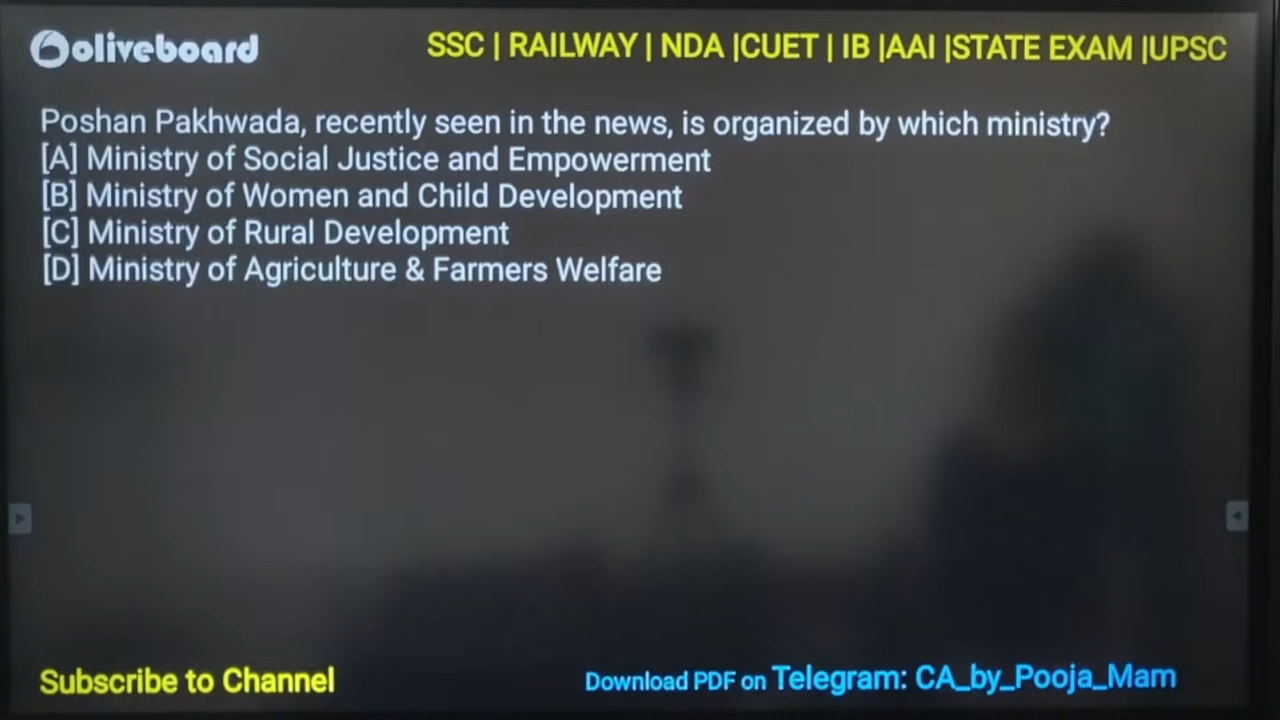 oliveboard
SSC | RAILWAY | NDA |CUET | IB |AAI |STATE EXAM |UPSC
Poshan Pakhwada, recently seen in the news, is organized by which ministry?
[A] Ministry of Social Justice and Empowerment
[B] Ministry of Women and Child Development
[C] Ministry of Rural Development
[D] Ministry of Agriculture & Farmers Welfare
Subscribe to Channel
Download PDF on Telegram: CA_by_Pooja_Mam